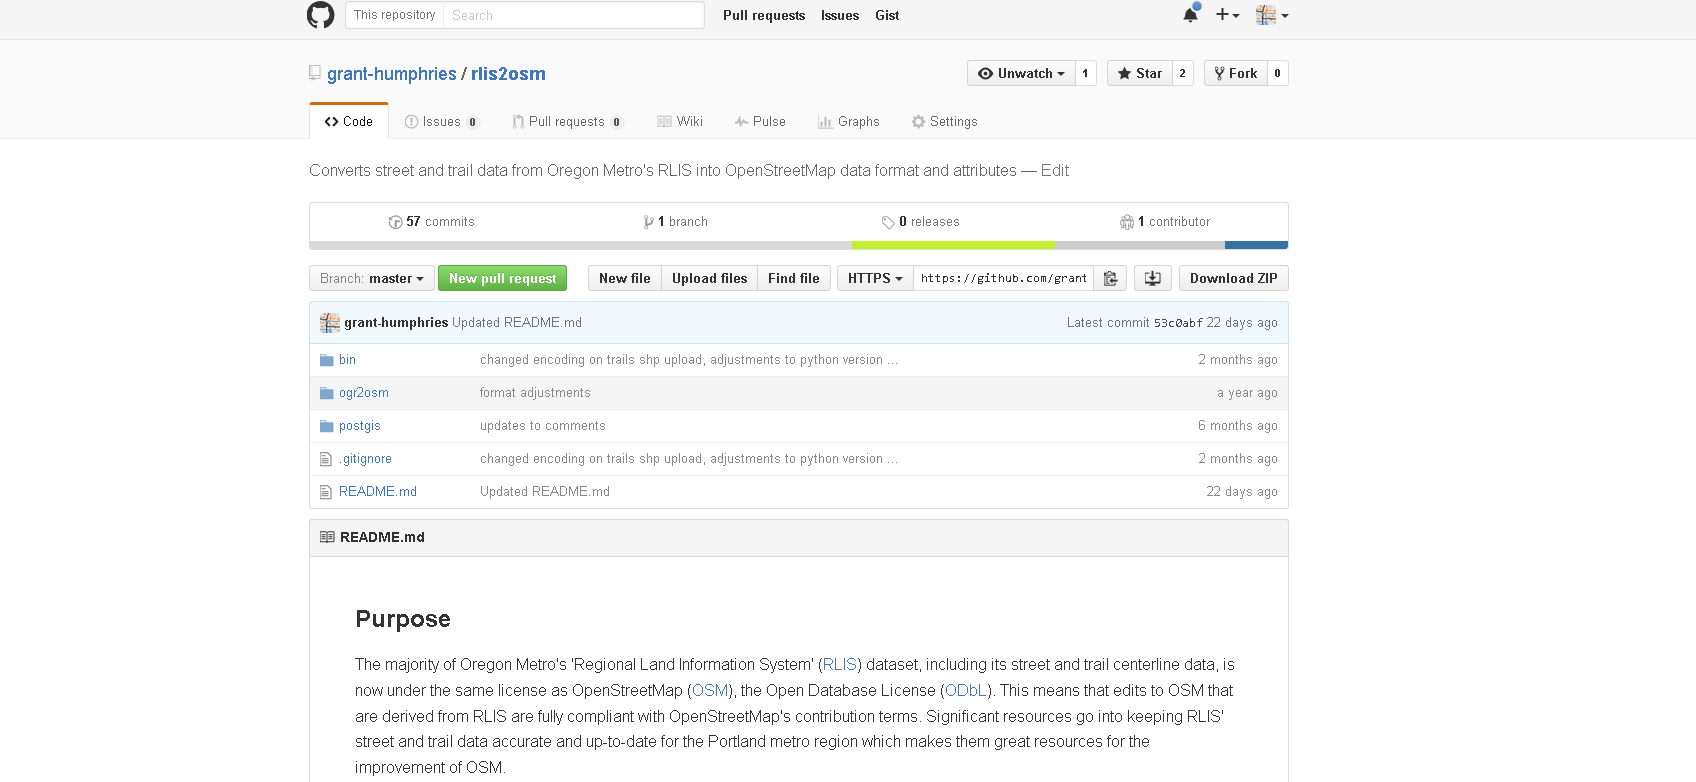 This repository Search Pull requests Issues Gist
grant-humphries / rlis2osm Unwatch 1 Star 2 Fork 0
Code Issues 0 Pull requests 0 Wiki Pulse Graphs Settings
Converts street and trail data from Oregon Metro's RLIS into OpenStreetMap data format and attributes — Edit
57 commits 1 branch 0 releases 1 contributor
Branch: master New pull request New file Upload files Find file HTTPS https://github.com/grant Download ZIP
grant-humphries Updated README.md Latest commit 53c0abf 22 days ago
bin changed encoding on trails shp upload, adjustments to python version ... 2 months ago
ogr2osm format adjustments a year ago
postgis updates to comments 6 months ago
.gitignore changed encoding on trails shp upload, adjustments to python version ... 2 months ago
README.md Updated README.md 22 days ago
README.md
Purpose
The majority of Oregon Metro's 'Regional Land Information System' (RLIS) dataset, including its street and trail centerline data, is
now under the same license as OpenStreetMap (OSM), the Open Database License (ODbL). This means that edits to OSM that
are derived from RLIS are fully compliant with OpenStreetMap's contribution terms. Significant resources go into keeping RLIS'
street and trail data accurate and up-to-date for the Portland metro region which makes them great resources for the
improvement of OSM.